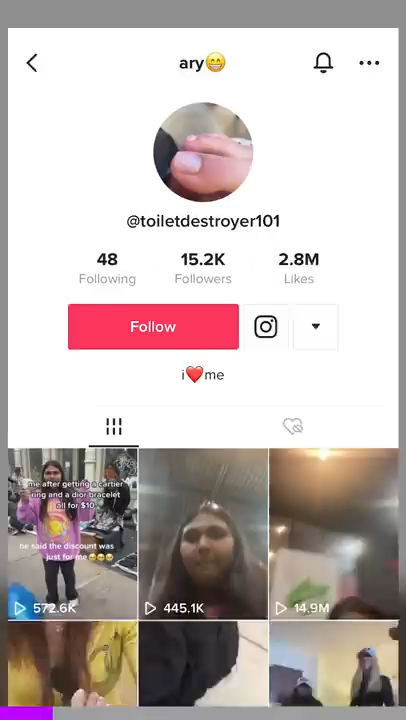 ary😁
@toiletdestroyer101
48
Following
15.2K
Followers
2.8M
Likes
Follow
i❤️me
me after getting a cartier
ring and a dior bracelet
all for $10
he said the discount was
just for me 🥺🥺🥺
572.6K
445.1K
14.9M